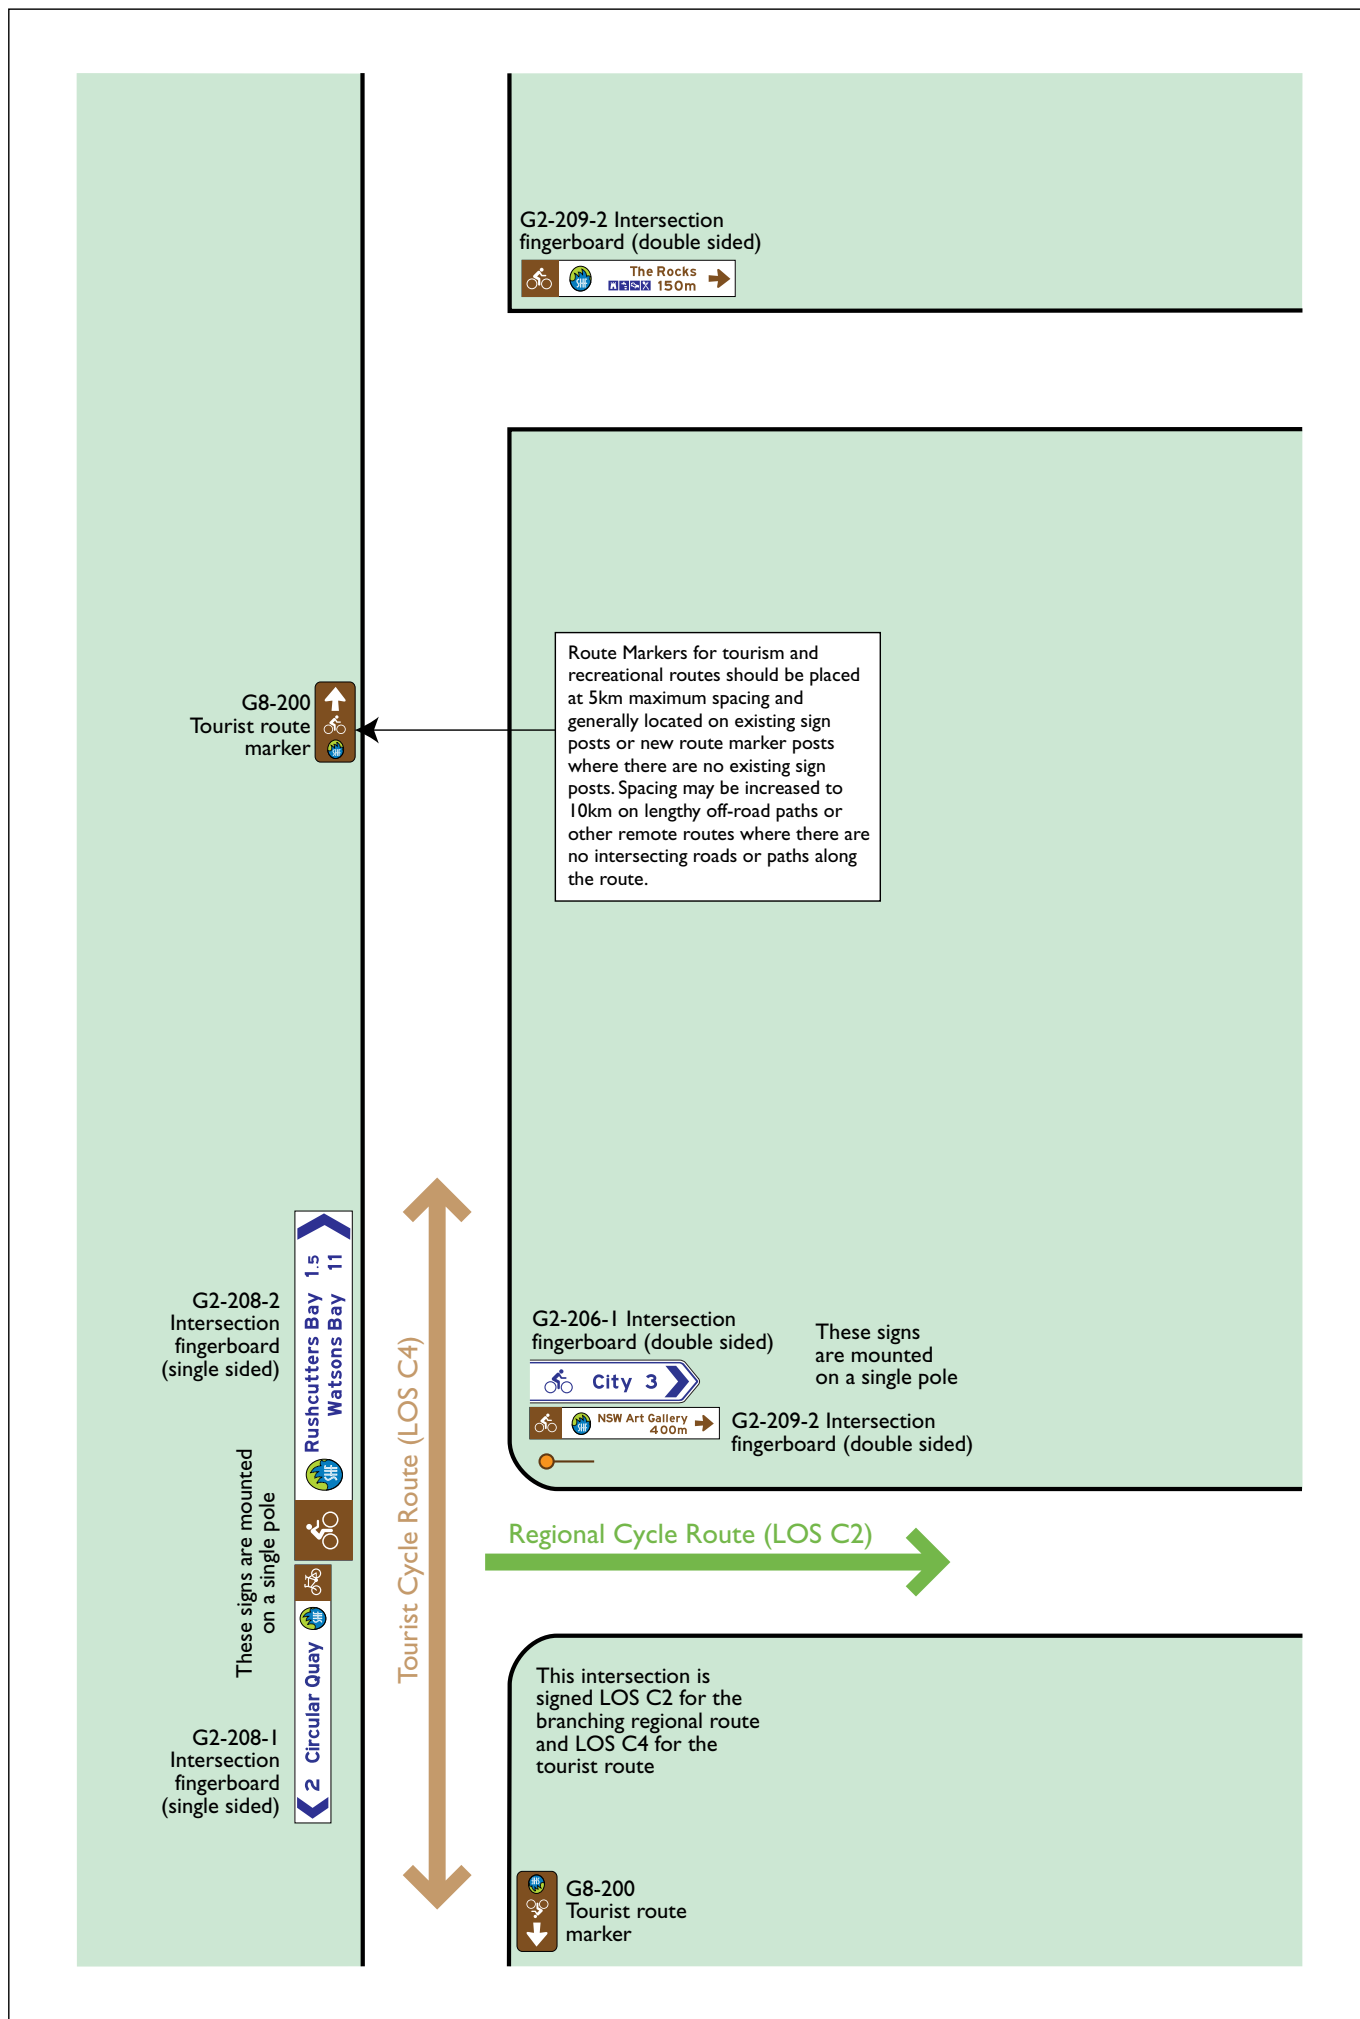 G2-209-2 Intersection
fingerboard (double sided)
The Rocks
150m
SHF
Route Markers for tourism and
recreational routes should be placed
at 5km maximum spacing and
generally located on existing sign
posts or new route marker posts
where there are no existing sign
posts. Spacing may be increased to
10km on lengthy off-road paths or
other remote routes where there are
no intersecting roads or paths along
the route.
G8-200
Tourist route
marker
SHF
G2-208-2
Intersection
fingerboard
(single sided)
Rushcutters Bay 1.5
Watsons Bay 11
SHF
These signs are mounted
on a single pole
SHF
Circular Quay 2
G2-208-1
Intersection
fingerboard
(single sided)
Tourist Cycle Route (LOS C4)
G2-206-1 Intersection
fingerboard (double sided)
City 3
These signs
are mounted
on a single pole
SHF
NSW Art Gallery
400m
G2-209-2 Intersection
fingerboard (double sided)
Regional Cycle Route (LOS C2)
This intersection is
signed LOS C2 for the
branching regional route
and LOS C4 for the
tourist route
SHF
G8-200
Tourist route
marker